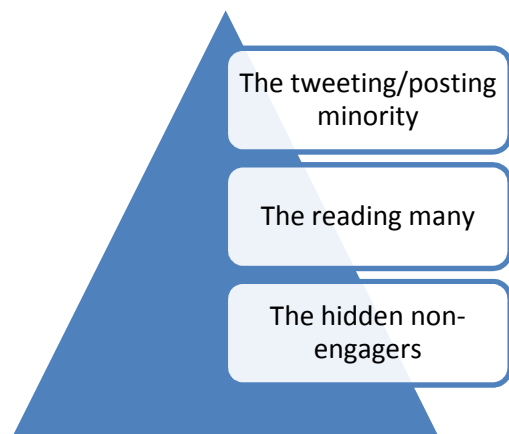 The tweeting/posting
minority
The reading many
The hidden non-
engagers